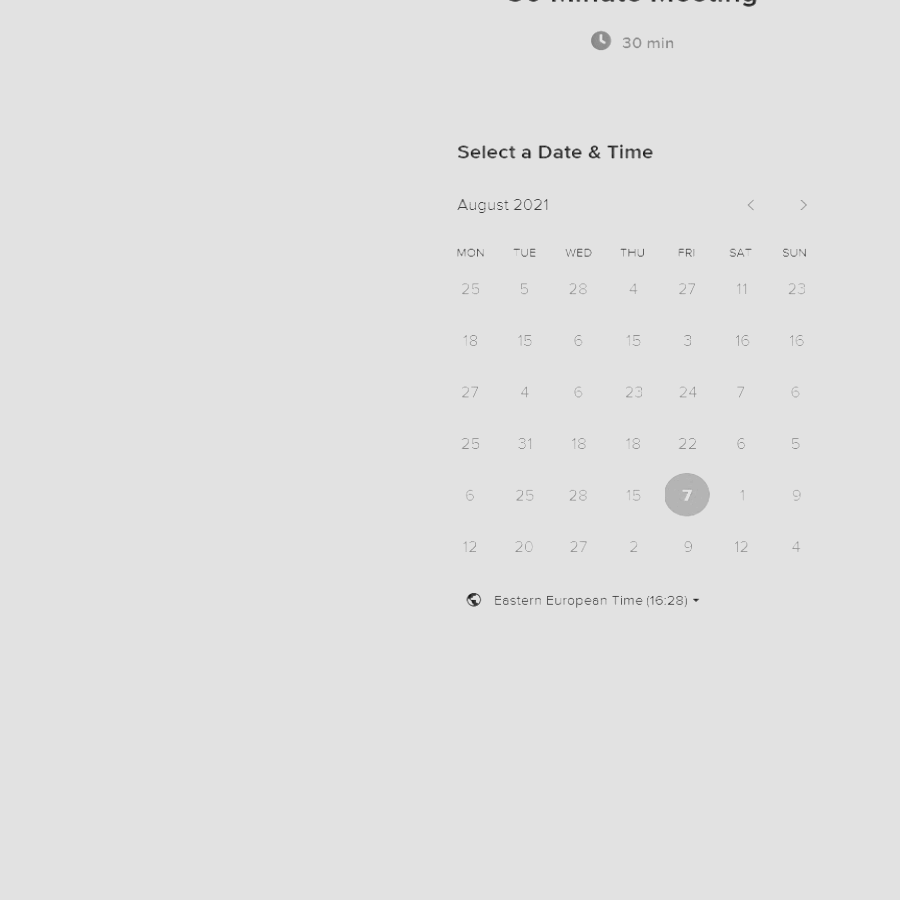 30 min
Select a Date & Time
August 2021
MON TUE WED THU FRI SAT SUN
25 5 28 4 27 11 23
18 15 6 15 3 16 16
27 4 6 23 24 7 6
25 31 18 18 22 6 5
6 25 28 15 7 1 9
12 20 27 2 9 12 4
Eastern European Time (16:28)